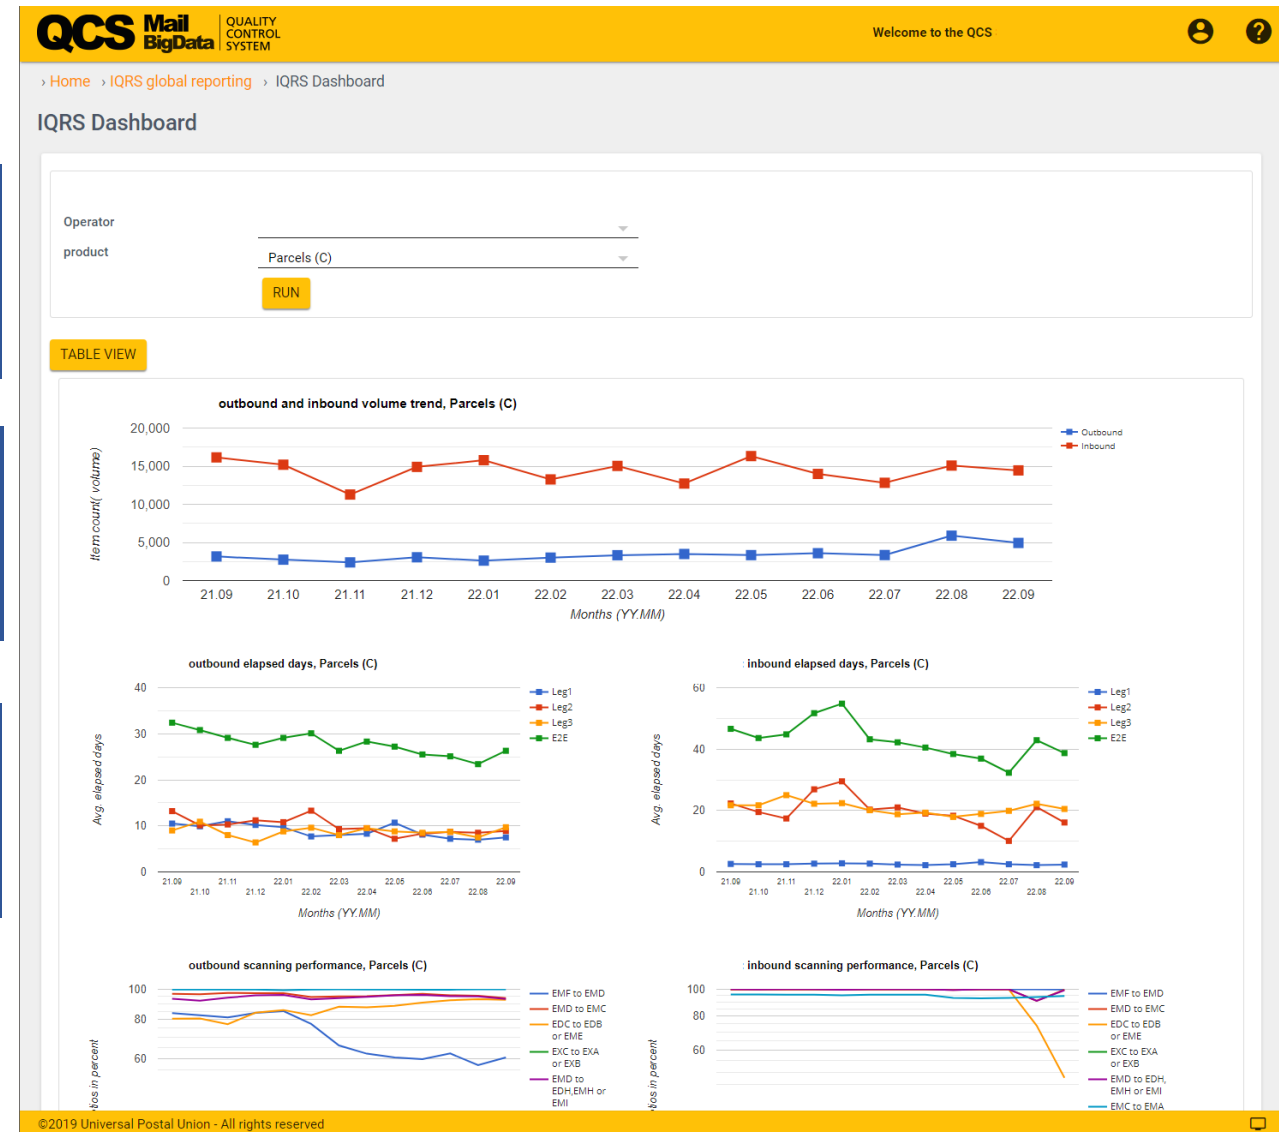 QCS Mail BigData QUALITY CONTROL SYSTEM
Welcome to the QCS
› Home › IQRS global reporting › IQRS Dashboard
IQRS Dashboard
Operator
product
Parcels (C)
RUN
TABLE VIEW
outbound and inbound volume trend, Parcels (C)
Item count( volume)
20,000
15,000
10,000
5,000
0
21.09 21.10 21.11 21.12 22.01 22.02 22.03 22.04 22.05 22.06 22.07 22.08 22.09
Months (YY.MM)
Outbound
Inbound
outbound elapsed days, Parcels (C)
Avg. elapsed days
40
30
20
10
0
21.09 21.10 21.11 21.12 22.01 22.02 22.03 22.04 22.05 22.06 22.07 22.08 22.09
Months (YY.MM)
Leg1
Leg2
Leg3
E2E
: inbound elapsed days, Parcels (C)
Avg. elapsed days
60
40
20
0
21.09 21.10 21.11 21.12 22.01 22.02 22.03 22.04 22.05 22.06 22.07 22.08 22.09
Months (YY.MM)
Leg1
Leg2
Leg3
E2E
outbound scanning performance, Parcels (C)
in percent
100
80
60
EMF to EMD
EMD to EMC
EDC to EDB
or EME
EXC to EXA
or EXB
EMD to
EDH,EMH or
EMI
: inbound scanning performance, Parcels (C)
in percent
100
80
60
EMF to EMD
EMD to EMC
EDC to EDB
or EME
EXC to EXA
or EXB
EMD to EDH,
EMH or EMI
EMC to EMA
©2019 Universal Postal Union - All rights reserved